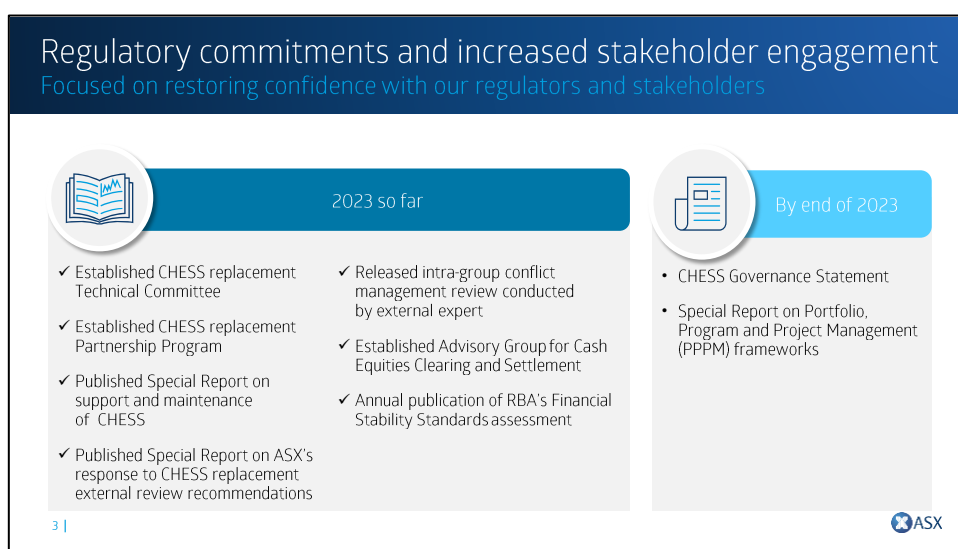 Regulatory commitments and increased stakeholder engagement
Focused on restoring confidence with our regulators and stakeholders
2023 so far
✓ Established CHESS replacement
Technical Committee
✓ Established CHESS replacement
Partnership Program
✓ Published Special Report on
support and maintenance
of CHESS
✓ Published Special Report on ASX's
response to CHESS replacement
external review recommendations
✓ Released intra-group conflict
management review conducted
by external expert
✓ Established Advisory Group for Cash
Equities Clearing and Settlement
✓ Annual publication of RBA's Financial
Stability Standards assessment
By end of 2023
• CHESS Governance Statement
• Special Report on Portfolio,
Program and Project Management
(PPPM) frameworks
3 |
ASX